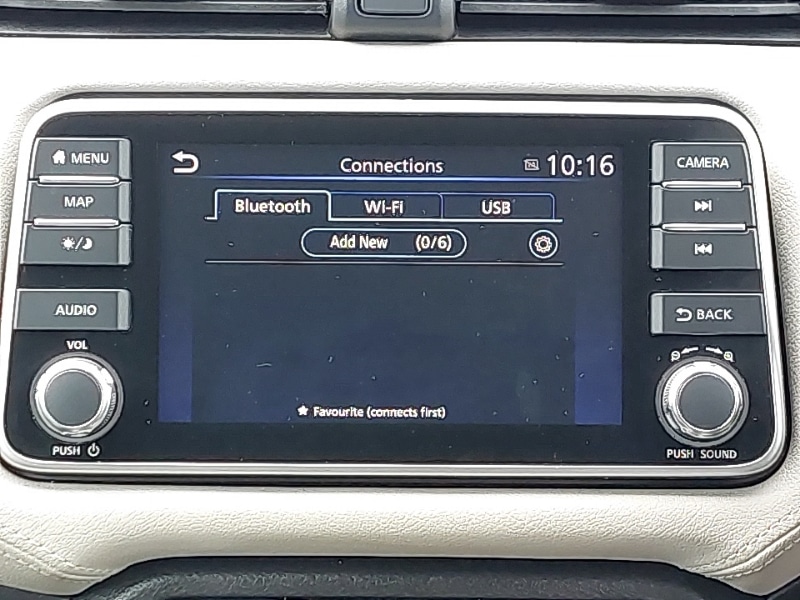 MENU
MAP
AUDIO
VOL
PUSH
Connections
10:16
Bluetooth Wi-Fi USB
Add New (0/6)
Favourite (connects first)
CAMERA
BACK
PUSH SOUND